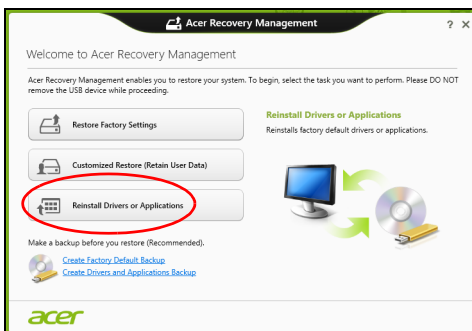 Acer Recovery Management
? X
Welcome to Acer Recovery Management
Acer Recovery Management enables you to restore your system. To begin, select the task you want to perform. Please DO NOT
remove the USB device while proceeding.
Restore Factory Settings
Customized Restore (Retain User Data)
Reinstall Drivers or Applications
Reinstall Drivers or Applications
Reinstalls factory default drivers or applications.
Make a backup before you restore (Recommended).
Create Factory Default Backup
Create Drivers and Applications Backup
acer